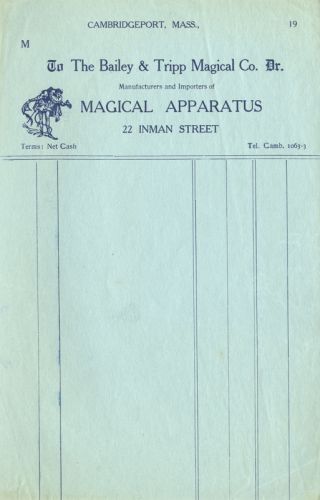 CAMBRIDGEPORT, MASS., 19
M
To The Bailey & Tripp Magical Co. Dr.
Manufacturers and Importers of
MAGICAL APPARATUS
22 INMAN STREET
Terms: Net Cash Tel. Camb. 1063-3